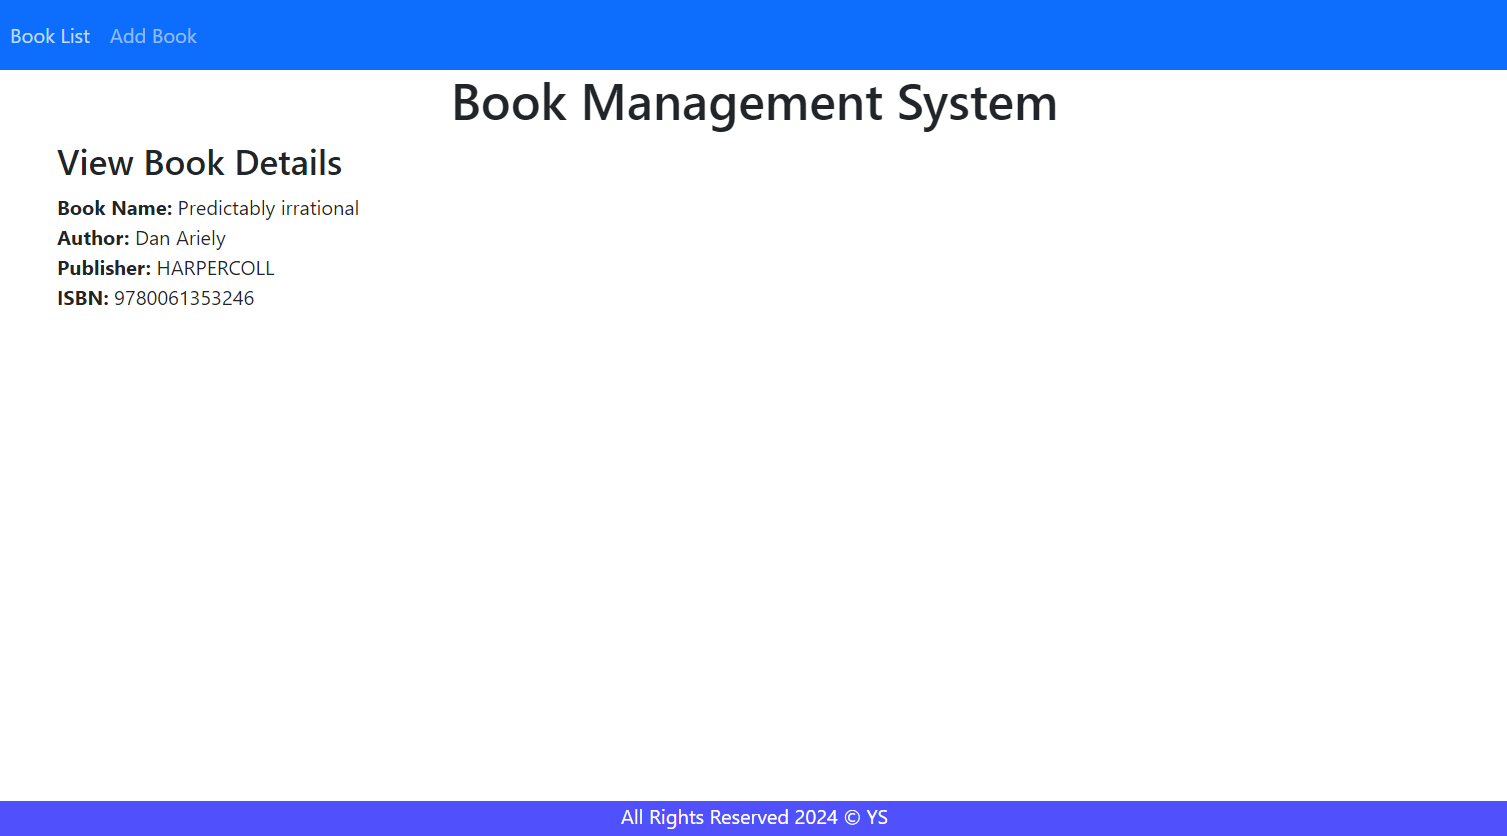 Book List Add Book
Book Management System
View Book Details
Book Name: Predictably irrational
Author: Dan Ariely
Publisher: HARPERCOLL
ISBN: 9780061353246
All Rights Reserved 2024 © YS